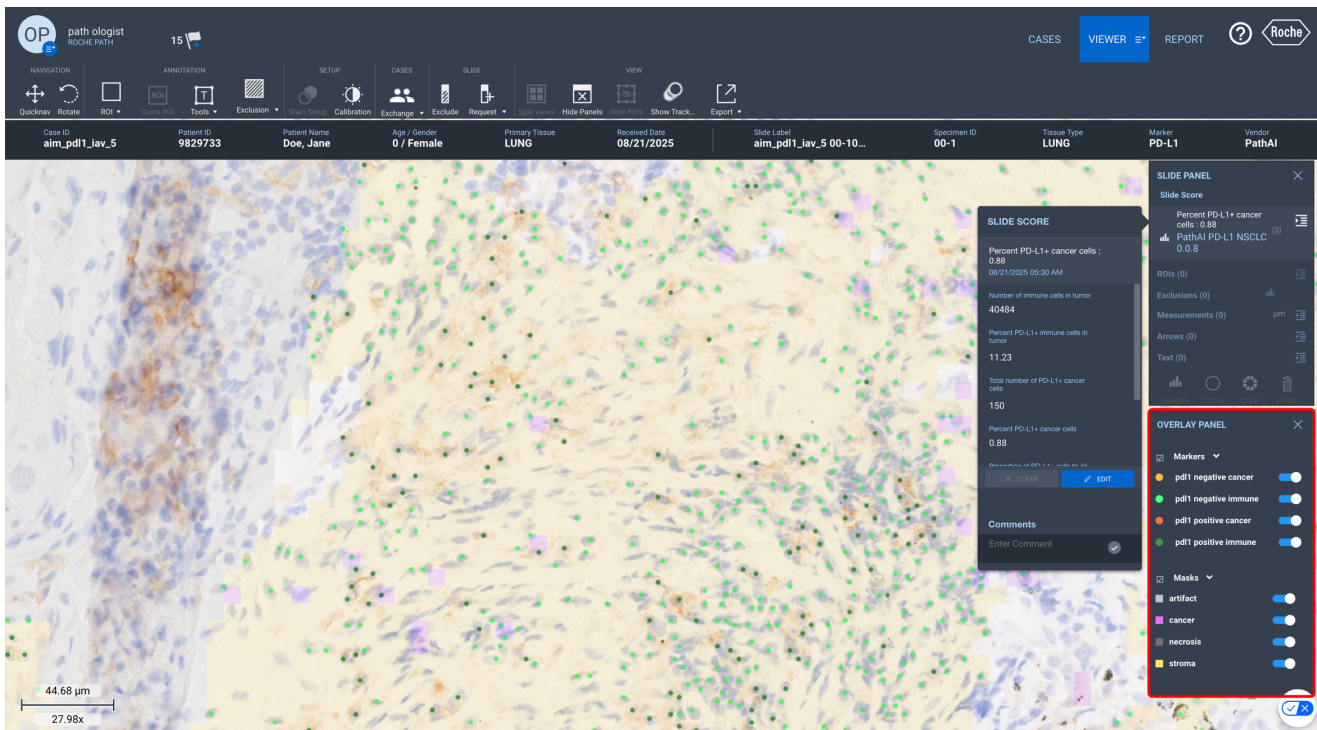 OP
path ologist
ROCHE PATH
15
CASES
VIEWER
REPORT
?
Roche
NAVIGATION
ANNOTATION
SETUP
CASES
SLIDE
VIEW
ROI
T
Quicknav
Rotate
ROI
Quick ROI
Tools
Exclusion
Stain Setup
Calibration
Exchange
Exclude
Request
Split views
Hide Panels
Hide ROIs
Show Track...
Export
Case ID
aim_pdl1_iav_5
Patient ID
9829733
Patient Name
Doe, Jane
Age / Gender
0 / Female
Primary Tissue
LUNG
Received Date
08/21/2025
Slide Label
aim_pdl1_iav_5 00-10...
Specimen ID
00-1
Tissue Type
LUNG
Marker
PD-L1
Vendor
PathAI
SLIDE SCORE
Percent PD-L1+ cancer cells :
0.88
08/21/2025 05:30 AM
Number of immune cells in tumor
40484
Percent PD-L1+ immune cells in
tumor
11.23
Total number of PD-L1+ cancer
cells
150
Percent PD-L1+ cancer cells
0.88
CLEAR
EDIT
Comments
Enter Comment
SLIDE PANEL
Slide Score
Percent PD-L1+ cancer
cells : 0.88
PathAI PD-L1 NSCLC
0.0.8
ROIs (0)
Exclusions (0)
Measurements (0)
μm
Arrows (0)
Text (0)
Analyze
Outline
Color
Delete
OVERLAY PANEL
Markers
pdl1 negative cancer
pdl1 negative immune
pdl1 positive cancer
pdl1 positive immune
Masks
artifact
cancer
necrosis
stroma
44.68 μm
27.98x